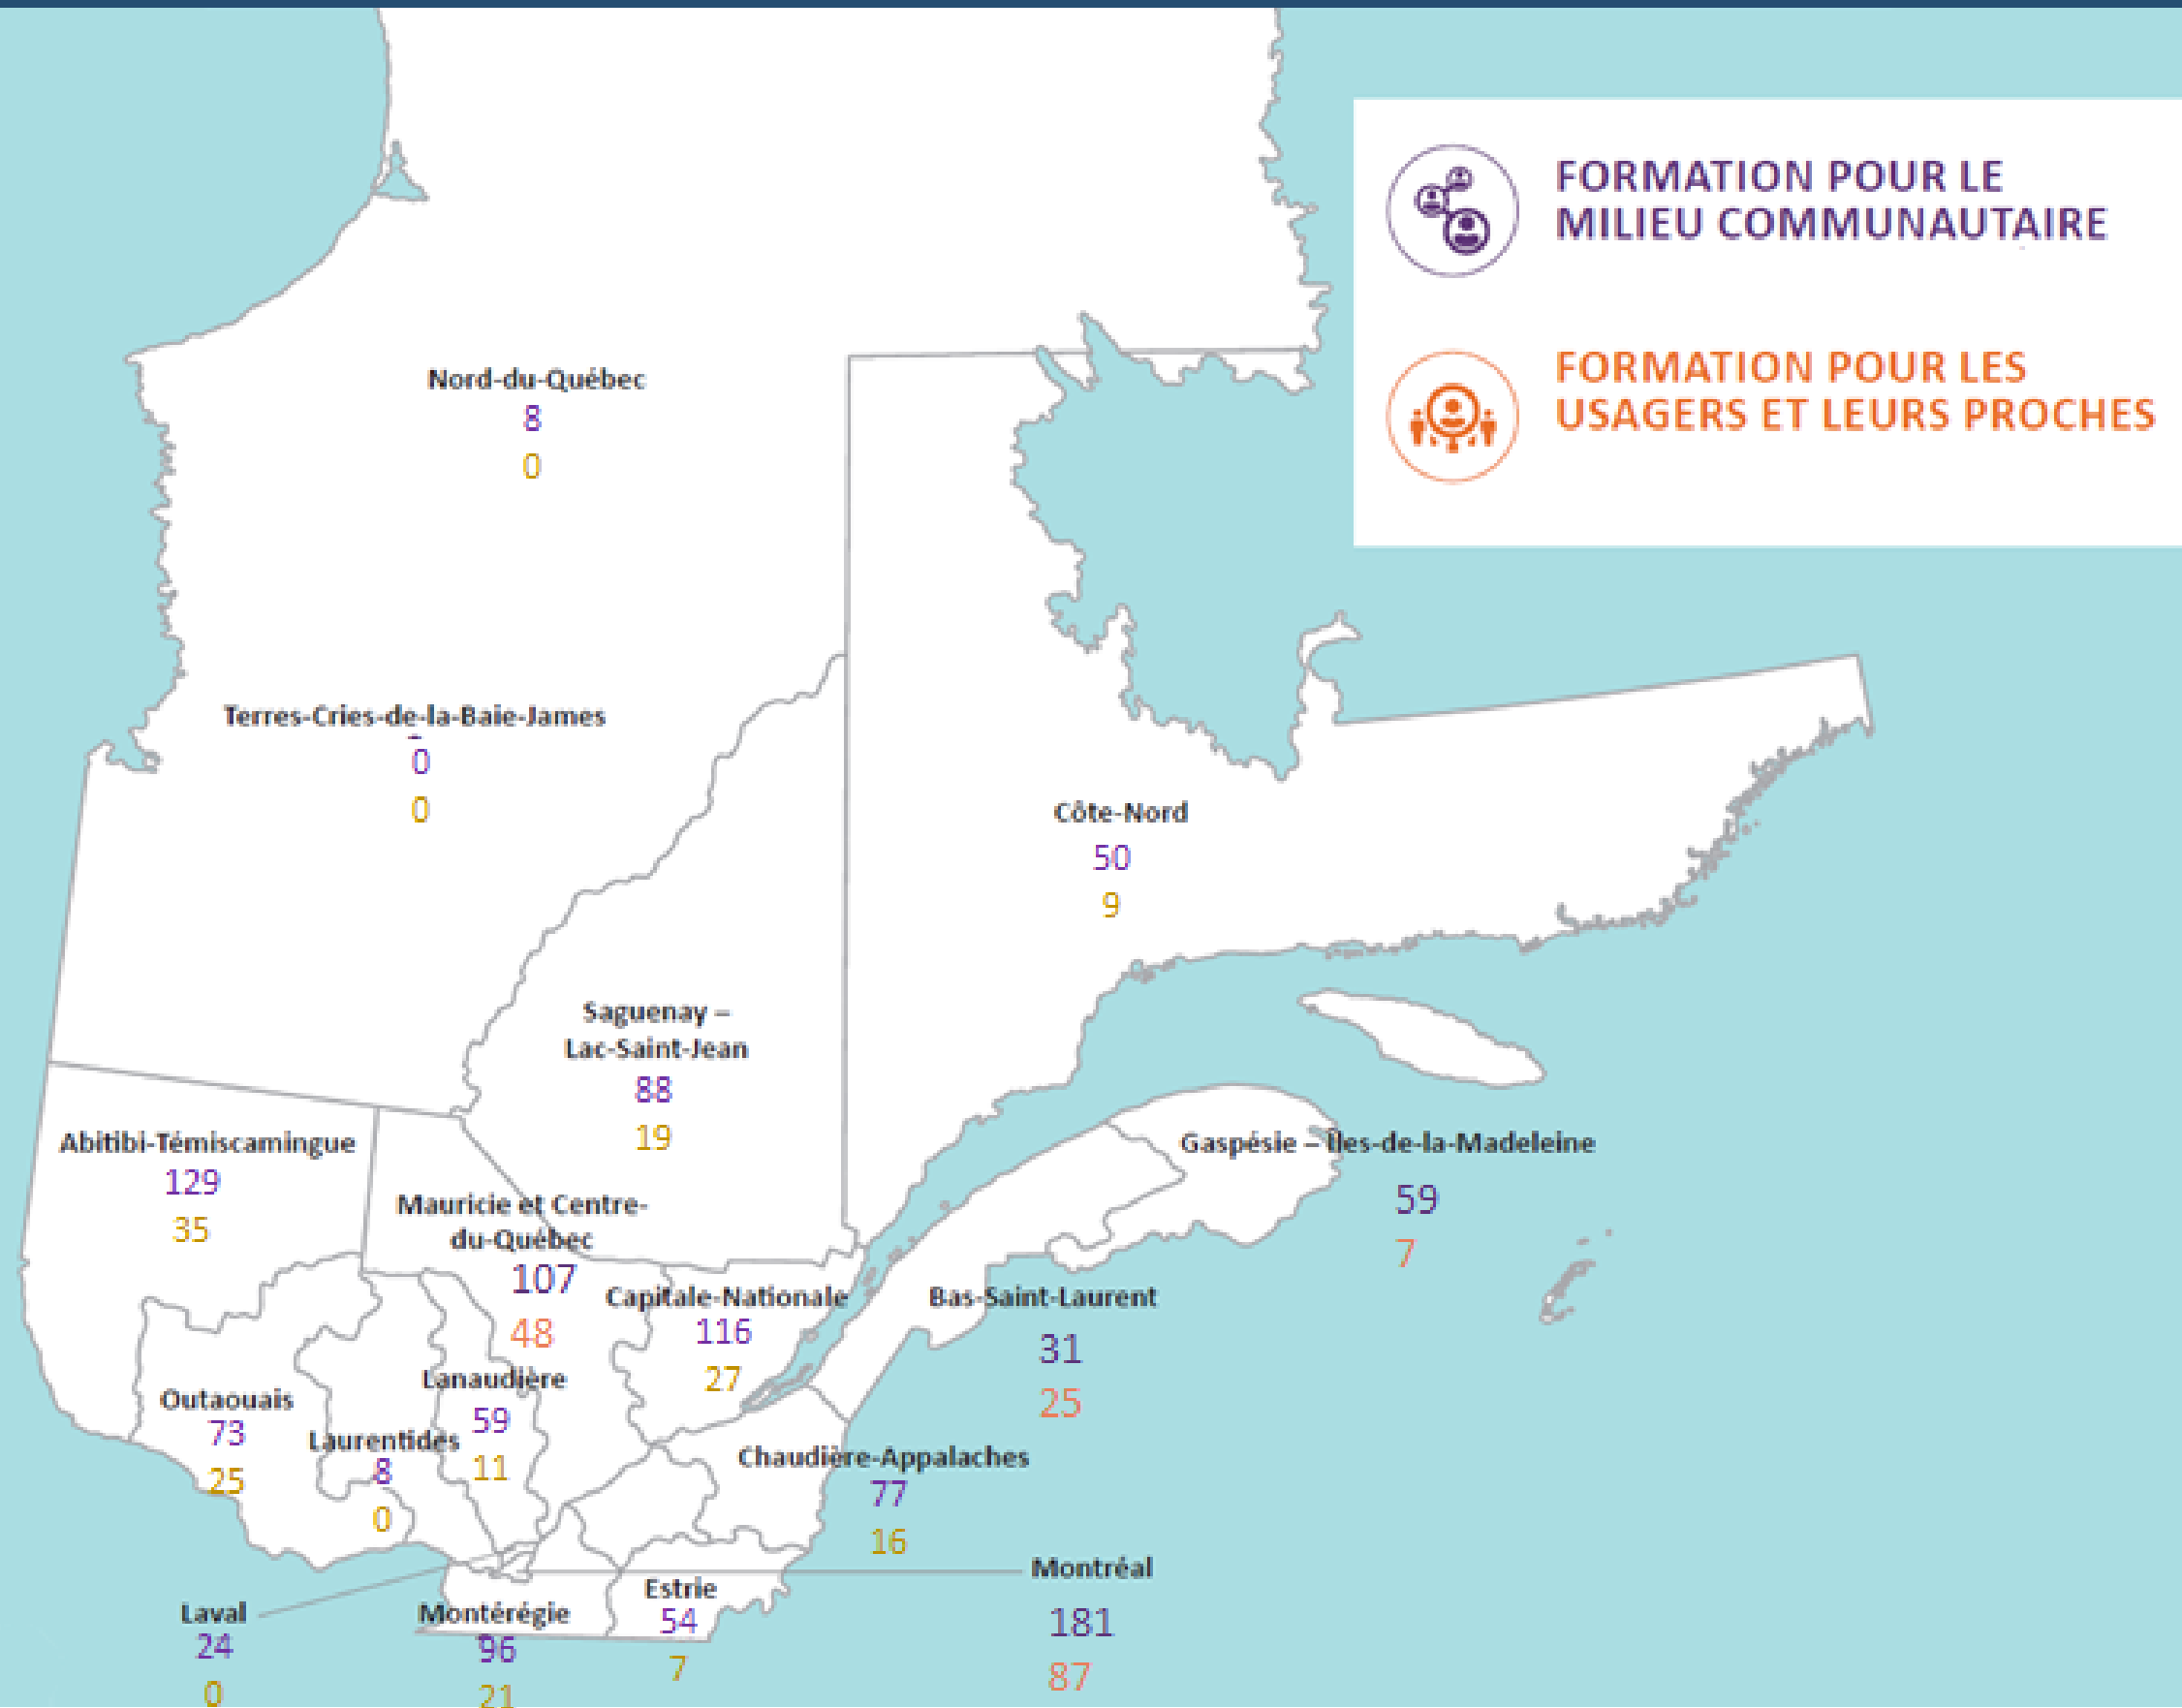 FORMATION POUR LE
MILIEU COMMUNAUTAIRE
FORMATION POUR LES
USAGERS ET LEURS PROCHES
Nord-du-Québec
8
0
Terres-Cries-de-la-Baie-James
0
0
Côte-Nord
50
9
Saguenay –
Lac-Saint-Jean
88
19
Abitibi-Témiscamingue
129
35
Gaspésie – Îles-de-la-Madeleine
59
7
Mauricie et Centre-
du-Québec
107
48
Capitale-Nationale
116
27
Bas-Saint-Laurent
31
25
Lanaudière
59
11
Outaouais
73
25
Laurentides
8
0
Chaudière-Appalaches
77
16
Montréal
181
87
Estrie
54
7
Laval
24
0
Montérégie
96
21